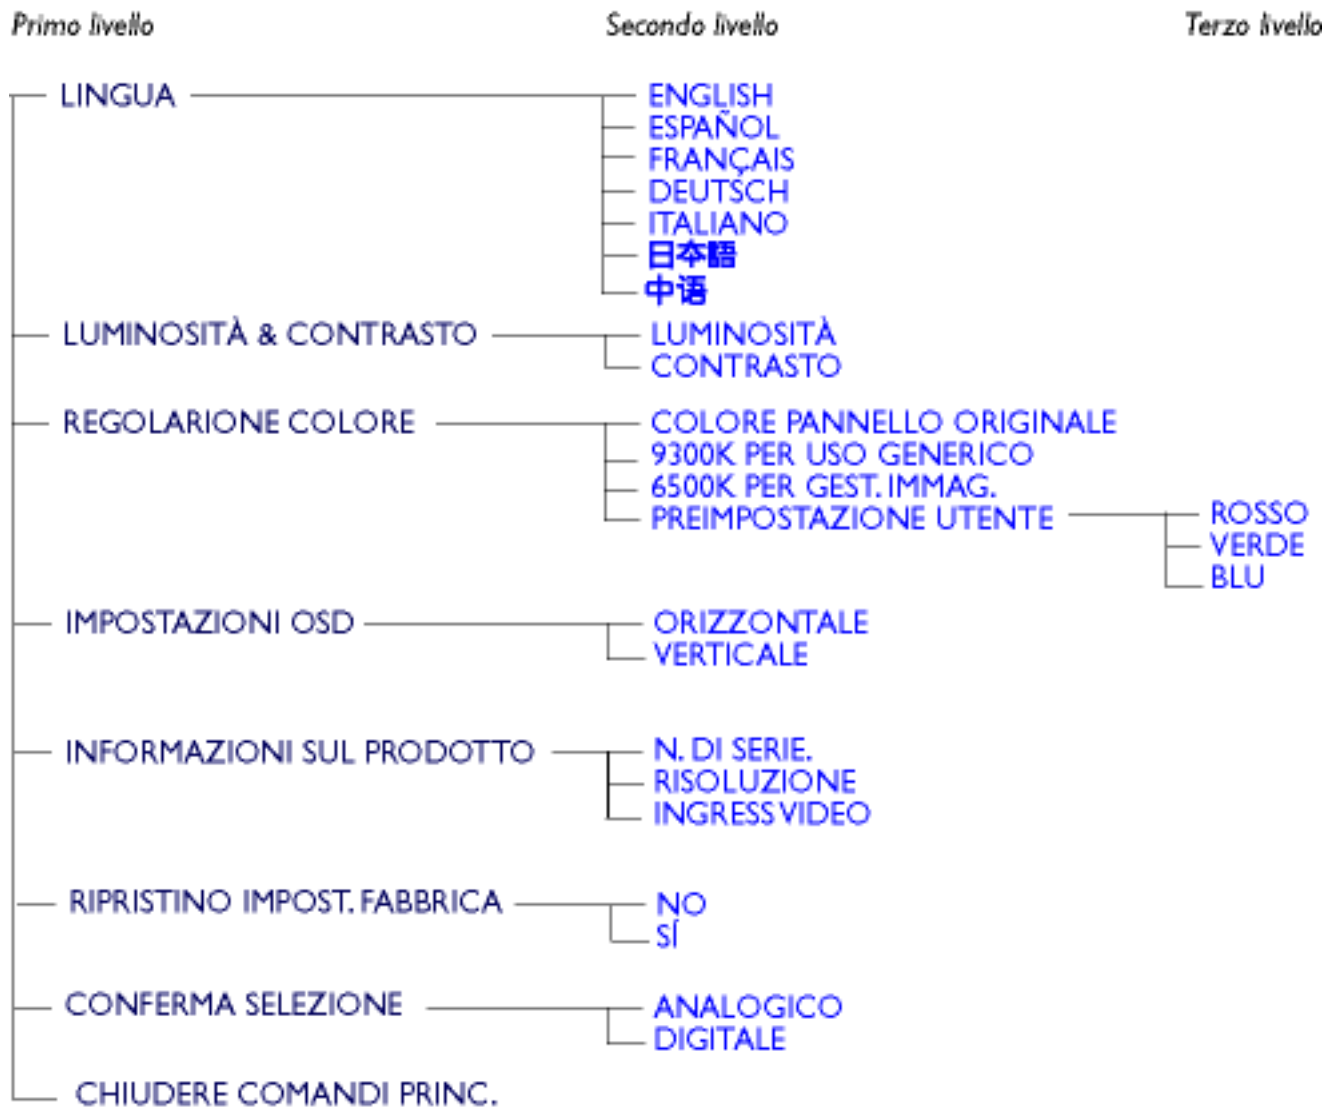 Primo livello Secondo livello Terzo livello
LINGUA ENGLISH
ESPAÑOL
FRANÇAIS
DEUTSCH
ITALIANO
日本語
中语
LUMINOSITÀ & CONTRASTO LUMINOSITÀ
CONTRASTO
REGOLARIONE COLORE COLORE PANNELLO ORIGINALE
9300K PER USO GENERICO
6500K PER GEST. IMMAG.
PREIMPOSTAZIONE UTENTE ROSSO
VERDE
BLU
IMPOSTAZIONI OSD ORIZZONTALE
VERTICALE
INFORMAZIONI SUL PRODOTTO N. DI SERIE.
RISOLUZIONE
INGRESS VIDEO
RIPRISTINO IMPOST. FABBRICA NO
SÍ
CONFERMA SELEZIONE ANALOGICO
DIGITALE
CHIUDERE COMANDI PRINC.